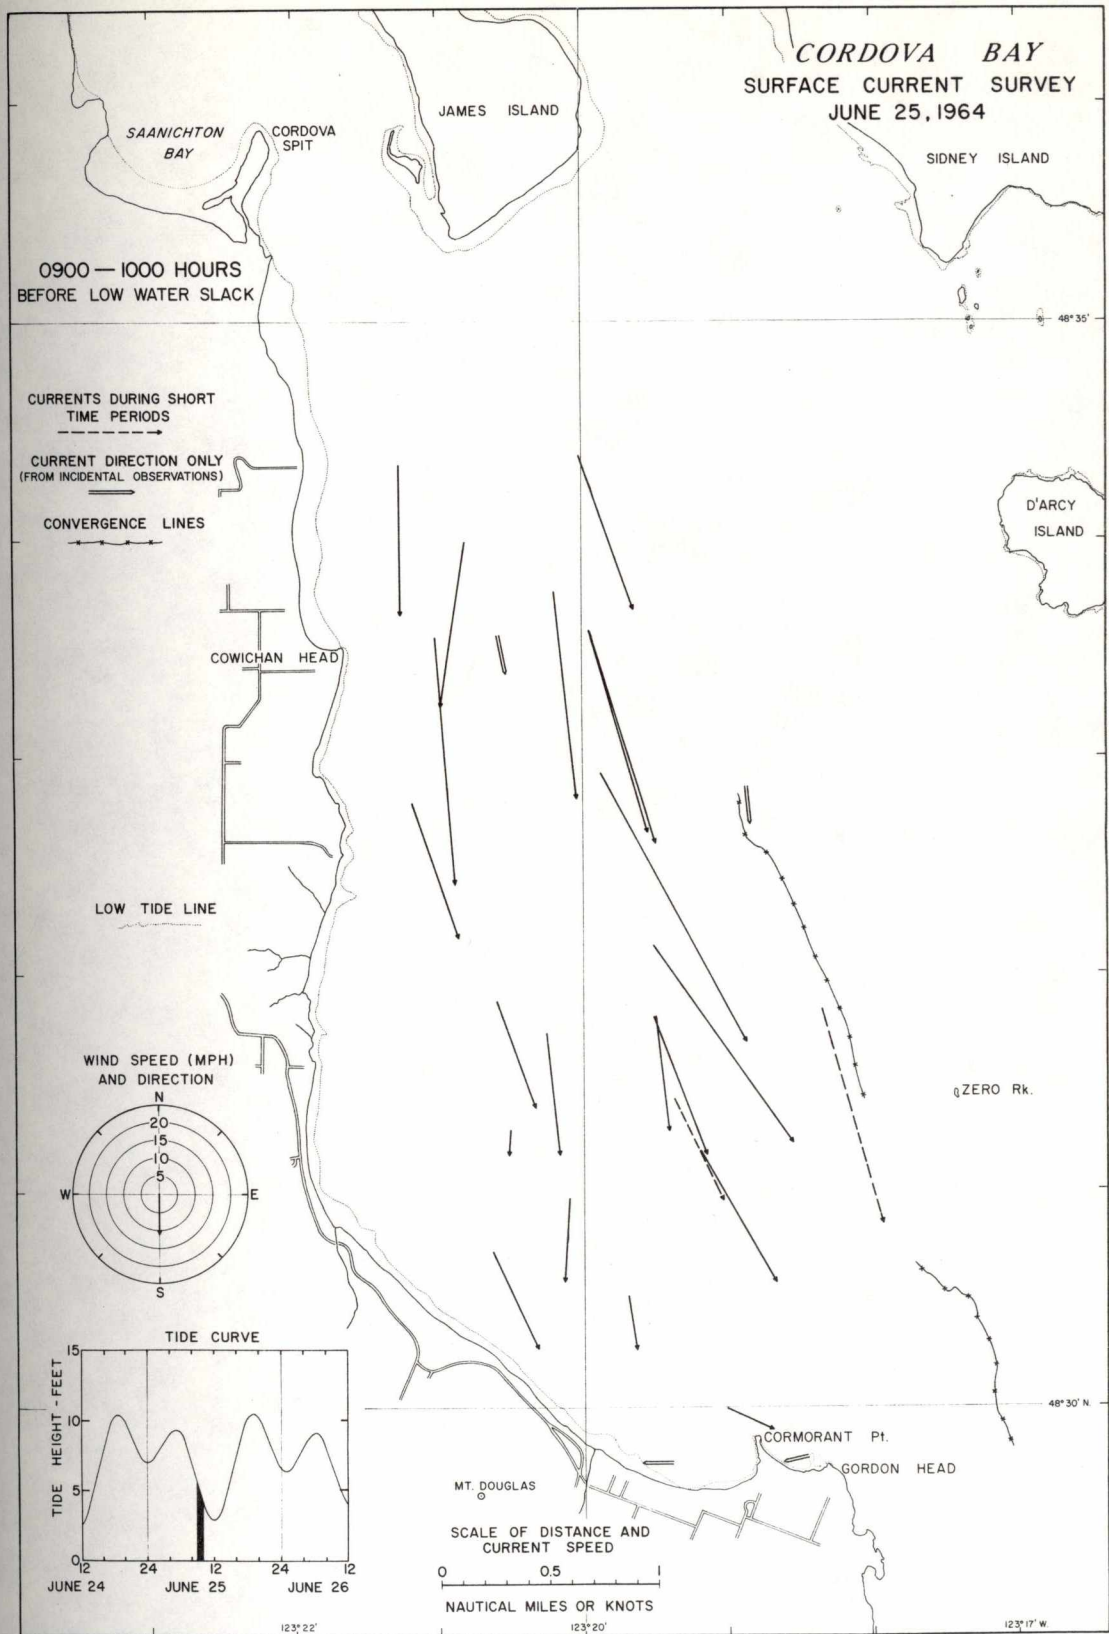 CORDOVA BAY
SURFACE CURRENT SURVEY
JUNE 25, 1964
JAMES ISLAND
SAANICHTON
BAY
CORDOVA
SPIT
SIDNEY ISLAND
0900 — 1000 HOURS
BEFORE LOW WATER SLACK
48° 35'
CURRENTS DURING SHORT
TIME PERIODS
CURRENT DIRECTION ONLY
(FROM INCIDENTAL OBSERVATIONS)
CONVERGENCE LINES
D'ARCY
ISLAND
COWICHAN HEAD
LOW TIDE LINE
WIND SPEED (MPH)
AND DIRECTION
N
20
15
10
5
W
E
S
ZERO Rk.
TIDE CURVE
TIDE HEIGHT - FEET
15
10
5
0
12 24 12 24 12
JUNE 24 JUNE 25 JUNE 26
48° 30' N.
CORMORANT Pt.
GORDON HEAD
MT. DOUGLAS
SCALE OF DISTANCE AND
CURRENT SPEED
0 0.5 1
NAUTICAL MILES OR KNOTS
123° 22' 123° 20' 123° 17' W.